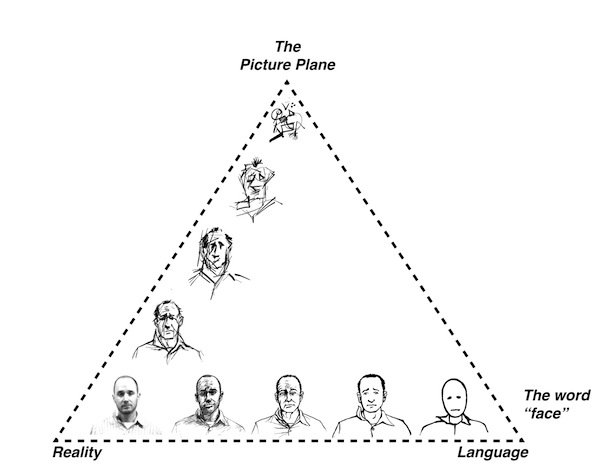 The
Picture Plane
The word
“face”
Reality
Language